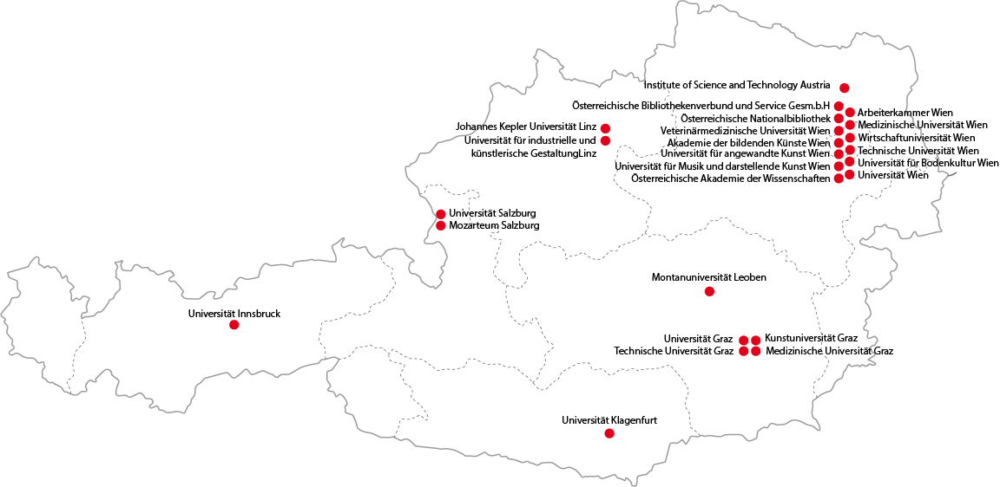 Institute of Science and Technology Austria
Österreichische Bibliothekenverbund und Service Gesm.b.H
Arbeiterkammer Wien
Österreichische Nationalbibliothek
Medizinische Universität Wien
Johannes Kepler Universität Linz
Veterinärmedizinische Universität Wien
Wirtschaftuniviersität Wien
Universität für industrielle und
künstlerische GestaltungLinz
Akademie der bildenden Künste Wien
Technische Universität Wien
Universität für angewandte Kunst Wien
Universität für Bodenkultur Wien
Universität für Musik und darstellende Kunst Wien
Universität Wien
Österreichische Akademie der Wissenschaften
Universität Salzburg
Mozarteum Salzburg
Montanuniversität Leoben
Universität Innsbruck
Universität Graz
Kunstuniversität Graz
Technische Universität Graz
Medizinische Universität Graz
Universität Klagenfurt